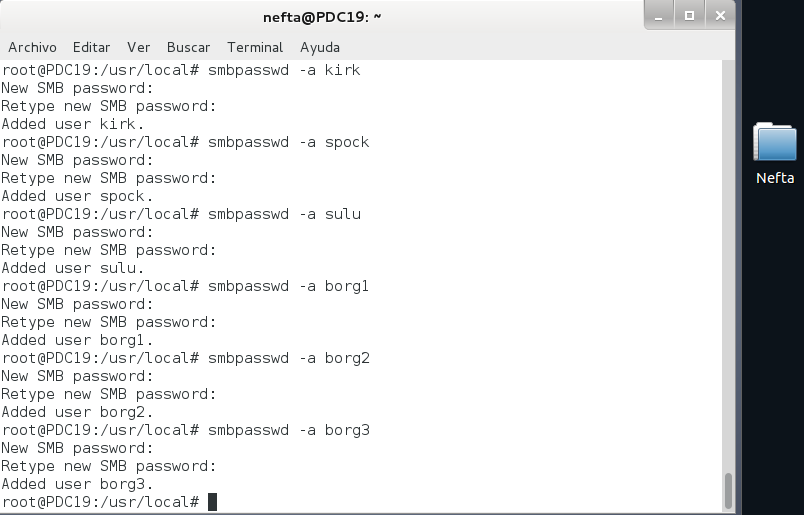 nefta@PDC19: ~
Archivo Editar Ver Buscar Terminal Ayuda
root@PDC19:/usr/local# smbpasswd -a kirk
New SMB password:
Retype new SMB password:
Added user kirk.
root@PDC19:/usr/local# smbpasswd -a spock
New SMB password:
Retype new SMB password:
Added user spock.
root@PDC19:/usr/local# smbpasswd -a sulu
New SMB password:
Retype new SMB password:
Added user sulu.
root@PDC19:/usr/local# smbpasswd -a borg1
New SMB password:
Retype new SMB password:
Added user borg1.
root@PDC19:/usr/local# smbpasswd -a borg2
New SMB password:
Retype new SMB password:
Added user borg2.
root@PDC19:/usr/local# smbpasswd -a borg3
New SMB password:
Retype new SMB password:
Added user borg3.
root@PDC19:/usr/local#
Nefta